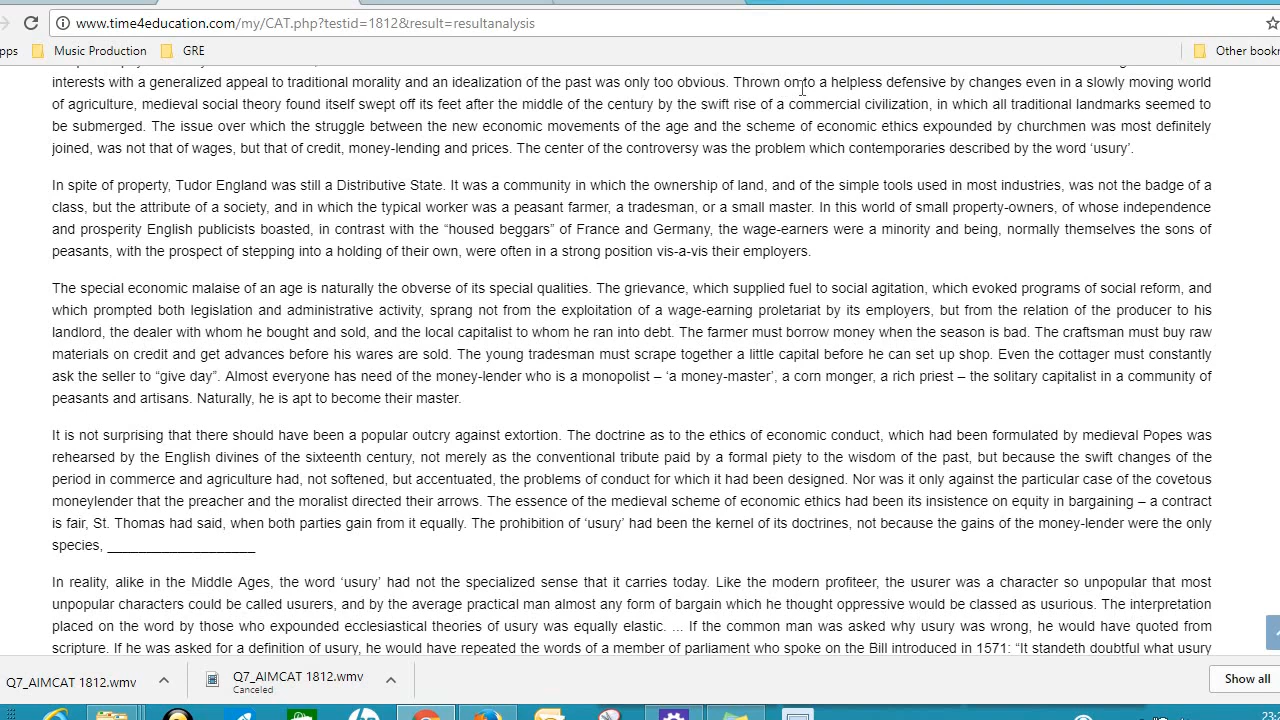 www.time4education.com/my/CAT.php?testid=1812&result=resultanalysis
pps Music Production GRE Other bookr
interests with a generalized appeal to traditional morality and an idealization of the past was only too obvious. Thrown onto a helpless defensive by changes even in a slowly moving world
of agriculture, medieval social theory found itself swept off its feet after the middle of the century by the swift rise of a commercial civilization, in which all traditional landmarks seemed to
be submerged. The issue over which the struggle between the new economic movements of the age and the scheme of economic ethics expounded by churchmen was most definitely
joined, was not that of wages, but that of credit, money-lending and prices. The center of the controversy was the problem which contemporaries described by the word ‘usury’.
In spite of property, Tudor England was still a Distributive State. It was a community in which the ownership of land, and of the simple tools used in most industries, was not the badge of a
class, but the attribute of a society, and in which the typical worker was a peasant farmer, a tradesman, or a small master. In this world of small property-owners, of whose independence
and prosperity English publicists boasted, in contrast with the “housed beggars” of France and Germany, the wage-earners were a minority and being, normally themselves the sons of
peasants, with the prospect of stepping into a holding of their own, were often in a strong position vis-a-vis their employers.
The special economic malaise of an age is naturally the obverse of its special qualities. The grievance, which supplied fuel to social agitation, which evoked programs of social reform, and
which prompted both legislation and administrative activity, sprang not from the exploitation of a wage-earning proletariat by its employers, but from the relation of the producer to his
landlord, the dealer with whom he bought and sold, and the local capitalist to whom he ran into debt. The farmer must borrow money when the season is bad. The craftsman must buy raw
materials on credit and get advances before his wares are sold. The young tradesman must scrape together a little capital before he can set up shop. Even the cottager must constantly
ask the seller to “give day”. Almost everyone has need of the money-lender who is a monopolist – ‘a money-master’, a corn monger, a rich priest – the solitary capitalist in a community of
peasants and artisans. Naturally, he is apt to become their master.
It is not surprising that there should have been a popular outcry against extortion. The doctrine as to the ethics of economic conduct, which had been formulated by medieval Popes was
rehearsed by the English divines of the sixteenth century, not merely as the conventional tribute paid by a formal piety to the wisdom of the past, but because the swift changes of the
period in commerce and agriculture had, not softened, but accentuated, the problems of conduct for which it had been designed. Nor was it only against the particular case of the covetous
moneylender that the preacher and the moralist directed their arrows. The essence of the medieval scheme of economic ethics had been its insistence on equity in bargaining – a contract
is fair, St. Thomas had said, when both parties gain from it equally. The prohibition of ‘usury’ had been the kernel of its doctrines, not because the gains of the money-lender were the only
species, ___________________
In reality, alike in the Middle Ages, the word ‘usury’ had not the specialized sense that it carries today. Like the modern profiteer, the usurer was a character so unpopular that most
unpopular characters could be called usurers, and by the average practical man almost any form of bargain which he thought oppressive would be classed as usurious. The interpretation
placed on the word by those who expounded ecclesiastical theories of usury was equally elastic. ... If the common man was asked why usury was wrong, he would have quoted from
scripture. If he was asked for a definition of usury, he would have repeated the words of a member of parliament who spoke on the Bill introduced in 1571: “It standeth doubtful what usury
Q7_AIMCAT 1812.wmv Q7_AIMCAT 1812.wmv Show all
Canceled